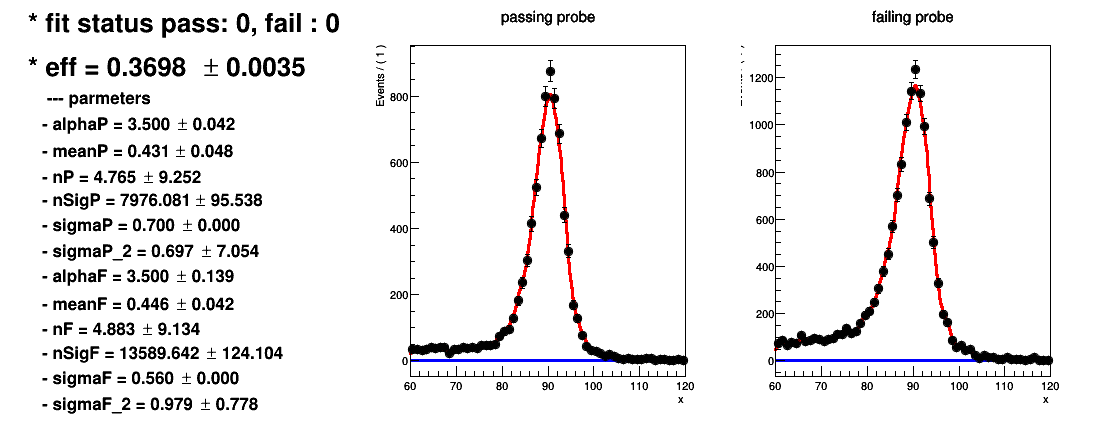 * fit status pass: 0, fail : 0
* eff = 0.3698 ± 0.0035
--- parmeters
- alphaP = 3.500 ± 0.042
- meanP = 0.431 ± 0.048
- nP = 4.765 ± 9.252
- nSigP = 7976.081 ± 95.538
- sigmaP = 0.700 ± 0.000
- sigmaP_2 = 0.697 ± 7.054
- alphaF = 3.500 ± 0.139
- meanF = 0.446 ± 0.042
- nF = 4.883 ± 9.134
- nSigF = 13589.642 ± 124.104
- sigmaF = 0.560 ± 0.000
- sigmaF_2 = 0.979 ± 0.778
passing probe
Events / ( 1 )
800
600
400
200
0
60 70 80 90 100 110 120
x
failing probe
1200
1000
800
600
400
200
0
60 70 80 90 100 110 120
x